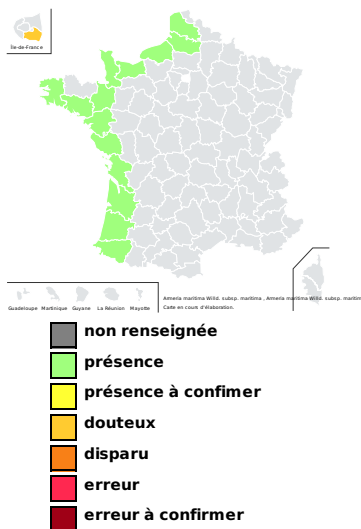 Île-de-France
Guadeloupe Martinique Guyane La Réunion Mayotte
Armeria maritima Willd. subsp. maritima , Armeria maritima Willd. subsp. maritim
Carte en cours d'élaboration.
non renseignée
présence
présence à confimer
douteux
disparu
erreur
erreur à confirmer